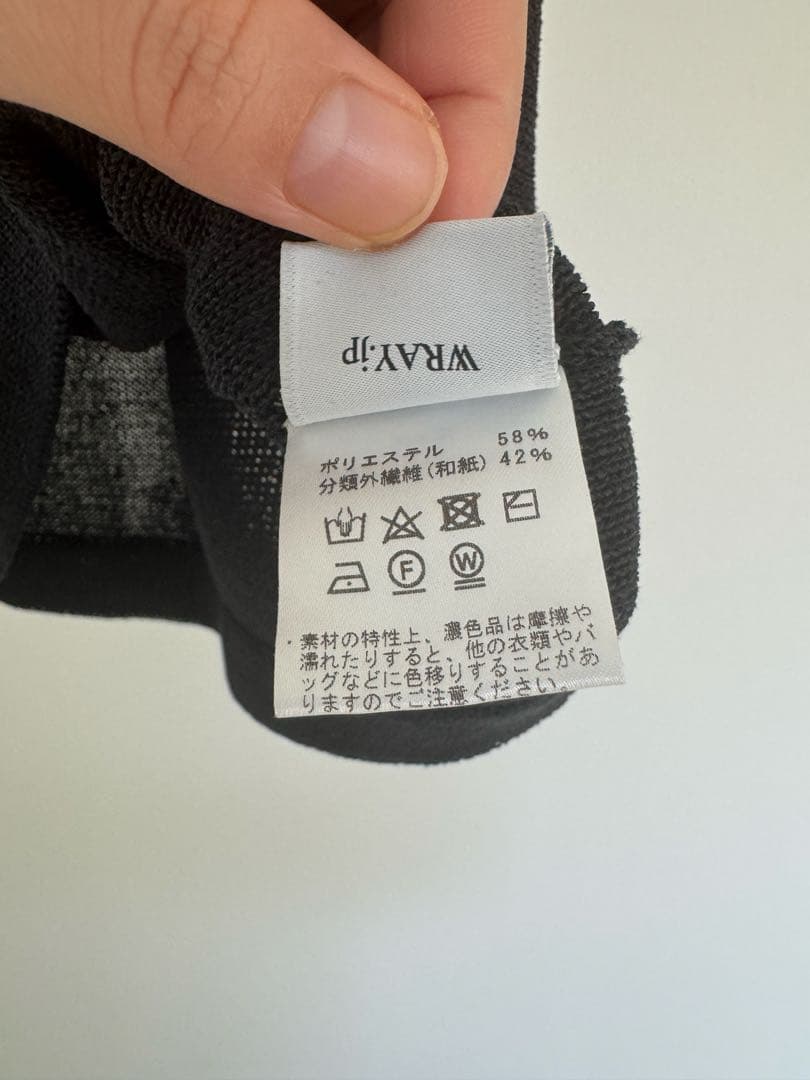 WRAY.jp
ポリエステル 58%
分類外繊維(和紙) 42%
F W
・素材の特性上、濃色品は摩擦や
濡れたりすると、他の衣類やバ
ッグなどに色移りすることがあ
りますのでご注意ください。